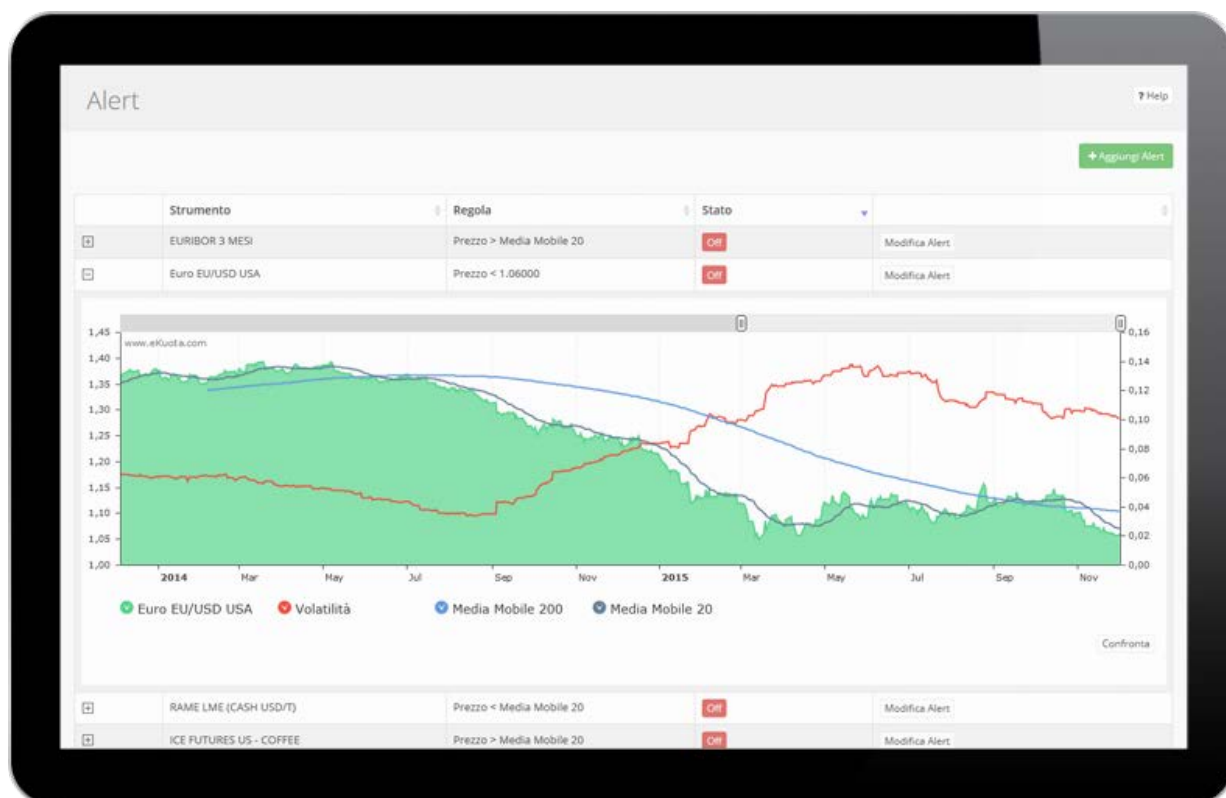 Alert
? Help
+ Aggiungi Alert
Strumento Regola Stato
EURIBOR 3 MESI Prezzo > Media Mobile 20 Off Modifica Alert
Euro EU/USD USA Prezzo < 1.06000 Off Modifica Alert
www.eKuota.com
1,45 0,16
1,40 0,14
1,35 0,12
1,30 0,10
1,25 0,08
1,20 0,06
1,15 0,04
1,10 0,02
1,05 0,00
1,00
2014 Mar May Jul Sep Nov 2015 Mar May Jul Sep Nov
Euro EU/USD USA Volatilità Media Mobile 200 Media Mobile 20
Confronta
RAME LME (CASH USD/T) Prezzo < Media Mobile 20 Off Modifica Alert
ICE FUTURES US - COFFEE Prezzo > Media Mobile 20 Off Modifica Alert